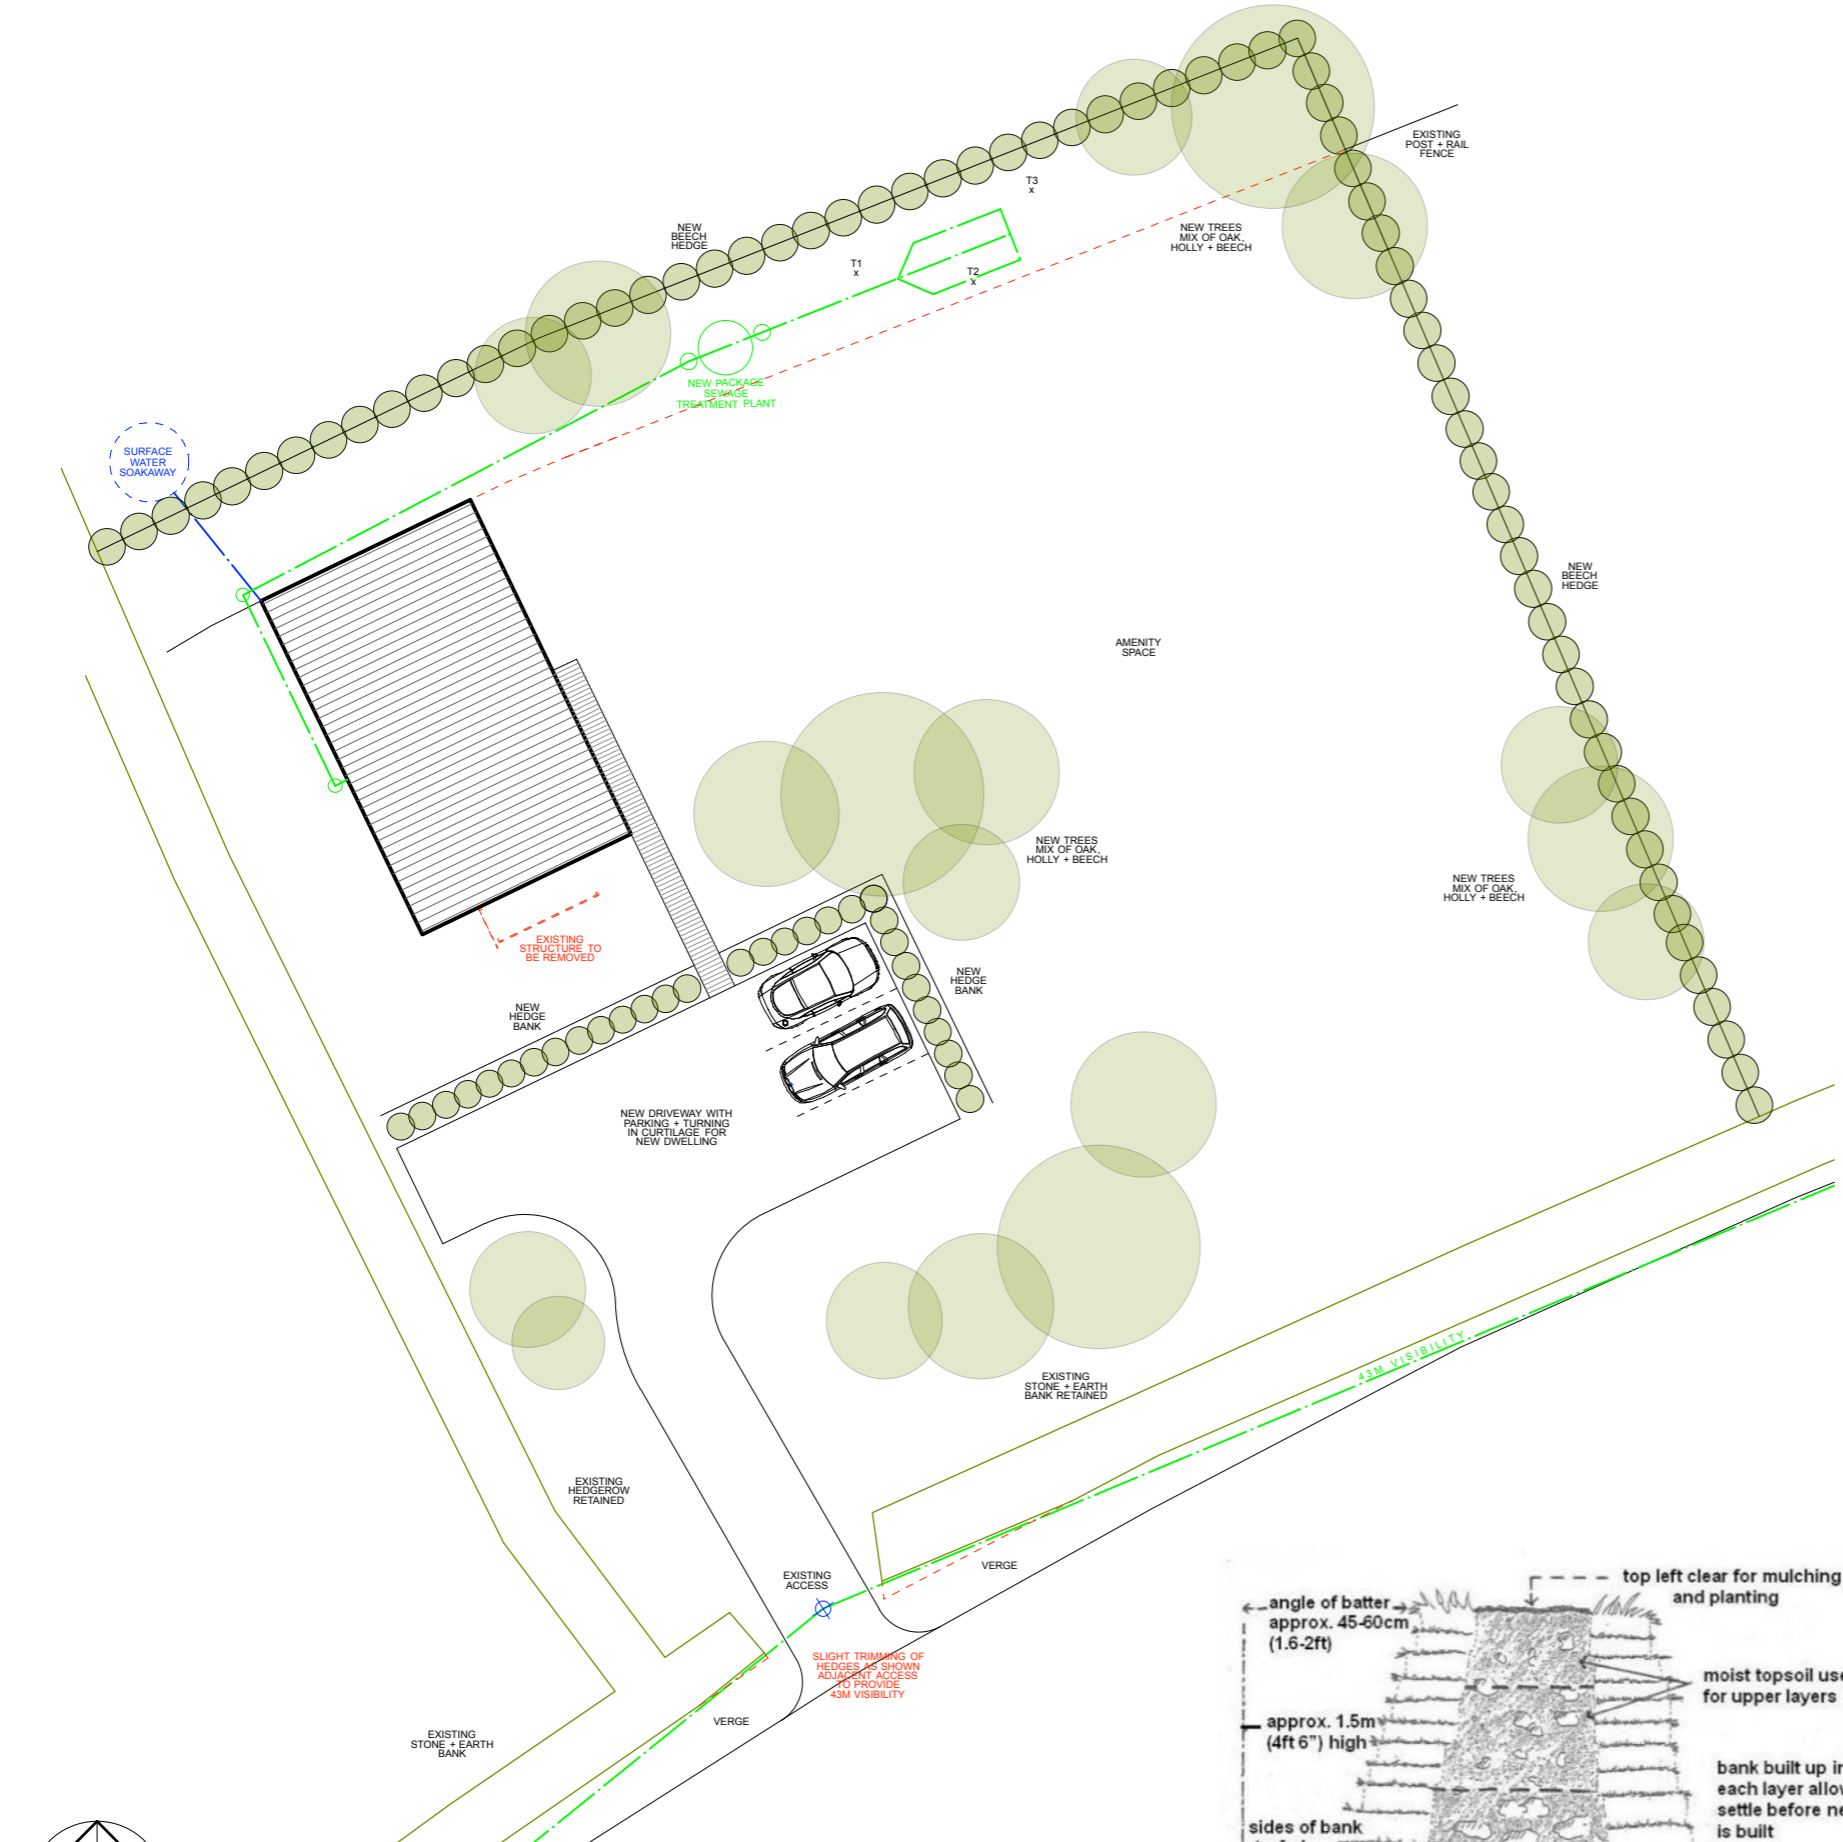 EXISTING
POST + RAIL
FENCE
T3
x
NEW
BEECH
HEDGE
NEW TREES
MIX OF OAK,
HOLLY + BEECH
T1
x
T2
x
NEW PACKAGE
SEWAGE
TREATMENT PLANT
SURFACE
WATER
SOAKAWAY
NEW
BEECH
HEDGE
AMENITY
SPACE
NEW TREES
MIX OF OAK,
HOLLY + BEECH
NEW TREES
MIX OF OAK,
HOLLY + BEECH
EXISTING
STRUCTURE TO
BE REMOVED
NEW
HEDGE
BANK
NEW
HEDGE
BANK
NEW DRIVEWAY WITH
PARKING + TURNING
IN CURTILAGE FOR
NEW DWELLING
43M VISIBILITY
EXISTING
STONE + EARTH
BANK RETAINED
EXISTING
HEDGEROW
RETAINED
VERGE
EXISTING
ACCESS
SLIGHT TRIMMING OF
HEDGES AS SHOWN
ADJACENT ACCESS
TO PROVIDE
43M VISIBILITY
VERGE
EXISTING
STONE + EARTH
BANK
top left clear for mulching
and planting
angle of batter
approx. 45-60cm
(1.6-2ft)
moist topsoil use
for upper layers
approx. 1.5m
(4ft 6") high
bank built up in
each layer allow
settle before ne
is built
sides of bank